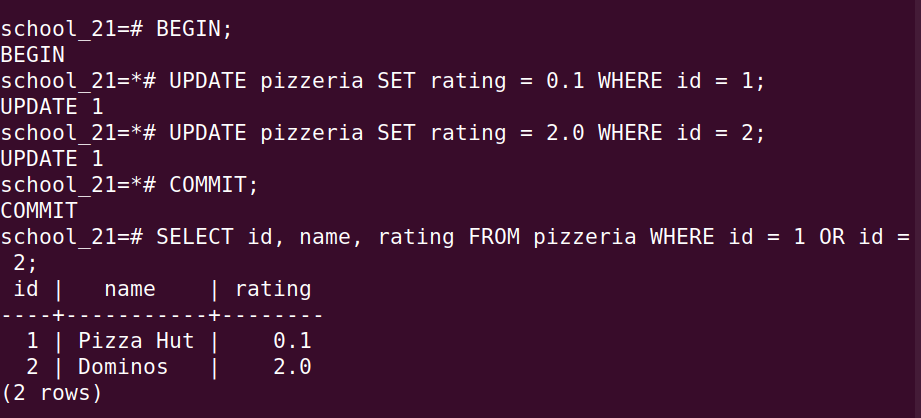 school_21=# BEGIN;
BEGIN
school_21=*# UPDATE pizzeria SET rating = 0.1 WHERE id = 1;
UPDATE 1
school_21=*# UPDATE pizzeria SET rating = 2.0 WHERE id = 2;
UPDATE 1
school_21=*# COMMIT;
COMMIT
school_21=# SELECT id, name, rating FROM pizzeria WHERE id = 1 OR id =
 2;
 id |   name    | rating
----+-----------+--------
  1 | Pizza Hut |    0.1
  2 | Dominos   |    2.0
(2 rows)